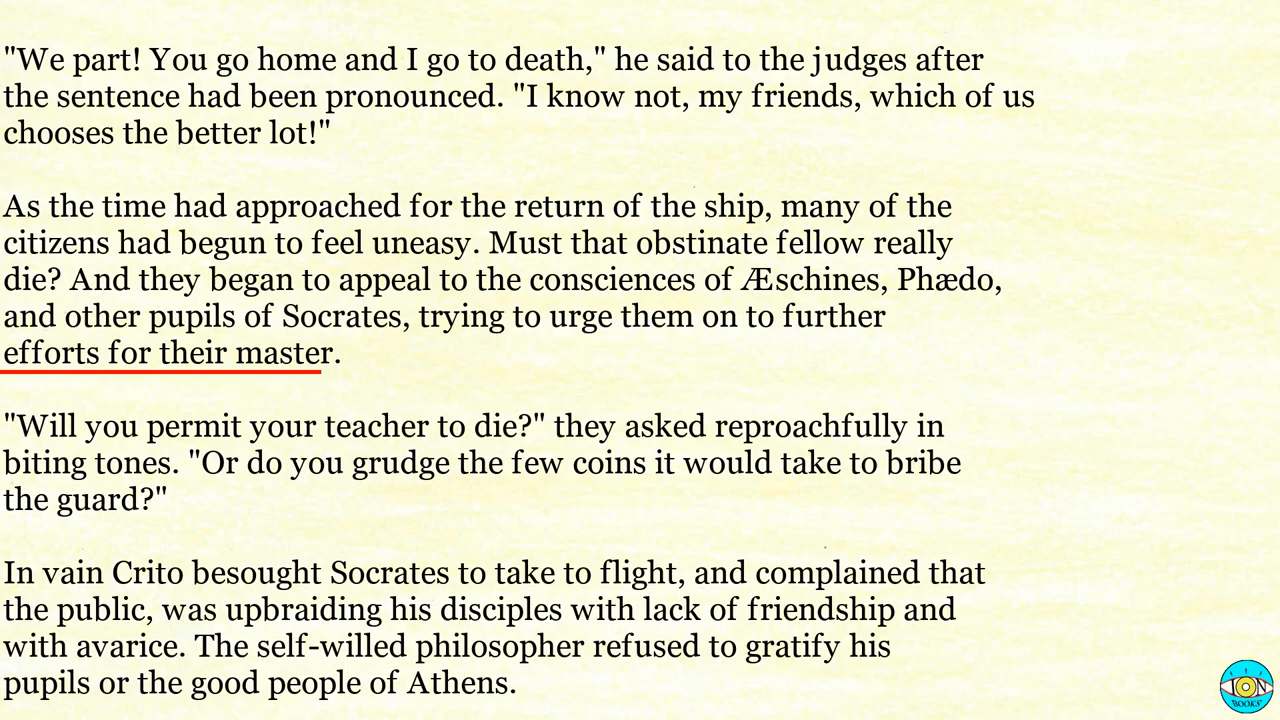 "We part! You go home and I go to death," he said to the judges after
the sentence had been pronounced. "I know not, my friends, which of us
chooses the better lot!"
As the time had approached for the return of the ship, many of the
citizens had begun to feel uneasy. Must that obstinate fellow really
die? And they began to appeal to the consciences of Æschines, Phædo,
and other pupils of Socrates, trying to urge them on to further
efforts for their master.
"Will you permit your teacher to die?" they asked reproachfully in
biting tones. "Or do you grudge the few coins it would take to bribe
the guard?"
In vain Crito besought Socrates to take to flight, and complained that
the public, was upbraiding his disciples with lack of friendship and
with avarice. The self-willed philosopher refused to gratify his
pupils or the good people of Athens.
ION
BOOKS